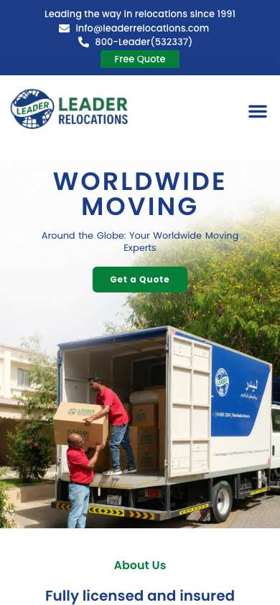 Leading the way in relocations since 1991
info@leaderrelocations.com
800-Leader(532337)
Free Quote
LEADER
LEADER
RELOCATIONS
WORLDWIDE
MOVING
Around the Globe: Your Worldwide Moving
Experts
Get a Quote
ليدر
About Us
Fully licensed and insured